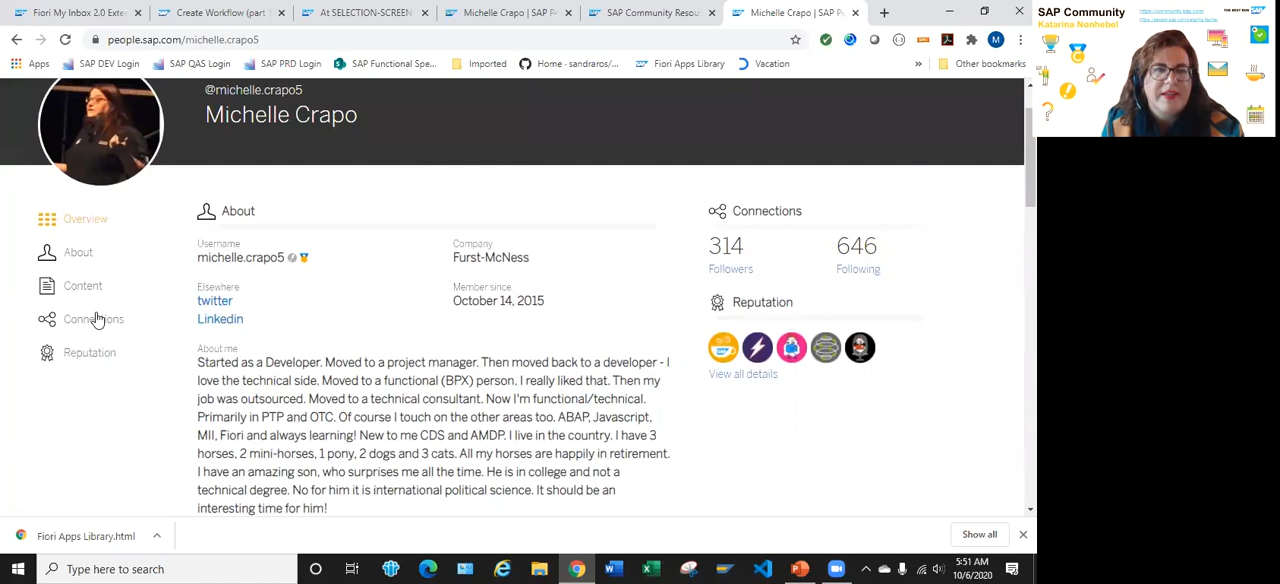 Fiori My Inbox 2.0 Exte
Create Workflow (part
At SELECTION-SCREEN
Michelle Crapo | SAP P
SAP Community Resou
Michelle Crapo | SAP P
people.sap.com/michelle.crapo5
M
Apps
SAP DEV Login
SAP QAS Login
SAP PRD Login
SAP Functional Spe...
Imported
Home - sandraros/...
Fiori Apps Library
Vacation
»
Other bookmarks
SAP Community
Katarina Nonhebel
THE BEST RUN SAP
@michelle.crapo5
Michelle Crapo
Overview
About
Content
Connections
Reputation
About
Username
michelle.crapo5
Company
Furst-McNess
Elsewhere
twitter
Linkedin
Member since
October 14, 2015
About me
Started as a Developer. Moved to a project manager. Then moved back to a developer - I
love the technical side. Moved to a functional (BPX) person. I really liked that. Then my
job was outsourced. Moved to a technical consultant. Now I'm functional/technical.
Primarily in PTP and OTC. Of course I touch on the other areas too. ABAP, Javascript,
MII, Fiori and always learning! New to me CDS and AMDP. I live in the country. I have 3
horses, 2 mini-horses, 1 pony, 2 dogs and 3 cats. All my horses are happily in retirement.
I have an amazing son, who surprises me all the time. He is in college and not a
technical degree. No for him it is international political science. It should be an
interesting time for him!
Connections
314
Followers
646
Following
Reputation
View all details
Fiori Apps Library.html
Show all
Type here to search
5:51 AM
10/6/2020